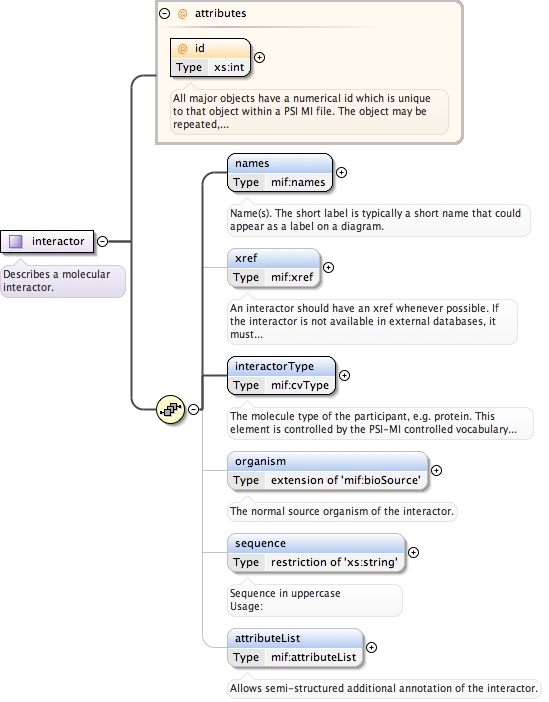 @ attributes
@ id
Type xs:int
All major objects have a numerical id which is unique
to that object within a PSI MI file. The object may be
repeated,...
names
Type mif:names
Name(s). The short label is typically a short name that could
appear as a label on a diagram.
interactor
Describes a molecular
interactor.
xref
Type mif:xref
An interactor should have an xref whenever possible. If
the interactor is not available in external databases, it
must...
interactorType
Type mif:cvType
The molecule type of the participant, e.g. protein. This
element is controlled by the PSI-MI controlled vocabulary...
organism
Type extension of 'mif:bioSource'
The normal source organism of the interactor.
sequence
Type restriction of 'xs:string'
Sequence in uppercase
Usage:
attributeList
Type mif:attributeList
Allows semi-structured additional annotation of the interactor.